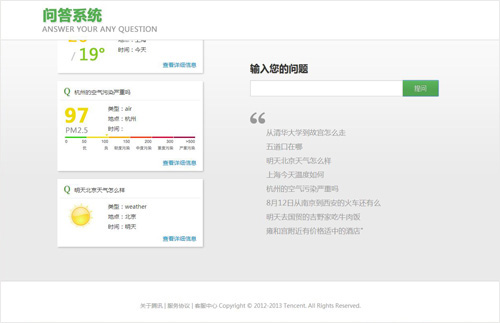 问答系统
ANSWER YOUR ANY QUESTION
/ 19°
时间：今天
查看详细信息
Q 杭州的空气污染严重吗
97
PM2.5
类型：air
地点：杭州
时间：
0 50 100 150 200 300 >500
优 良 轻度污染 中度污染 重度污染 严重污染
查看详细信息
Q 明天北京天气怎么样
类型：weather
地点：北京
时间：明天
查看详细信息
输入您的问题
提问
从清华大学到故宫怎么走
五道口在哪
明天北京天气怎么样
上海今天温度如何
杭州的空气污染严重吗
8月12日从南京到西安的火车还有么
明天去国贸的吉野家吃牛肉饭
雍和宫附近有价格适中的酒店"
关于腾讯 | 服务协议 | 客服中心 Copyright © 2012-2013 Tencent. All Rights Reserved.